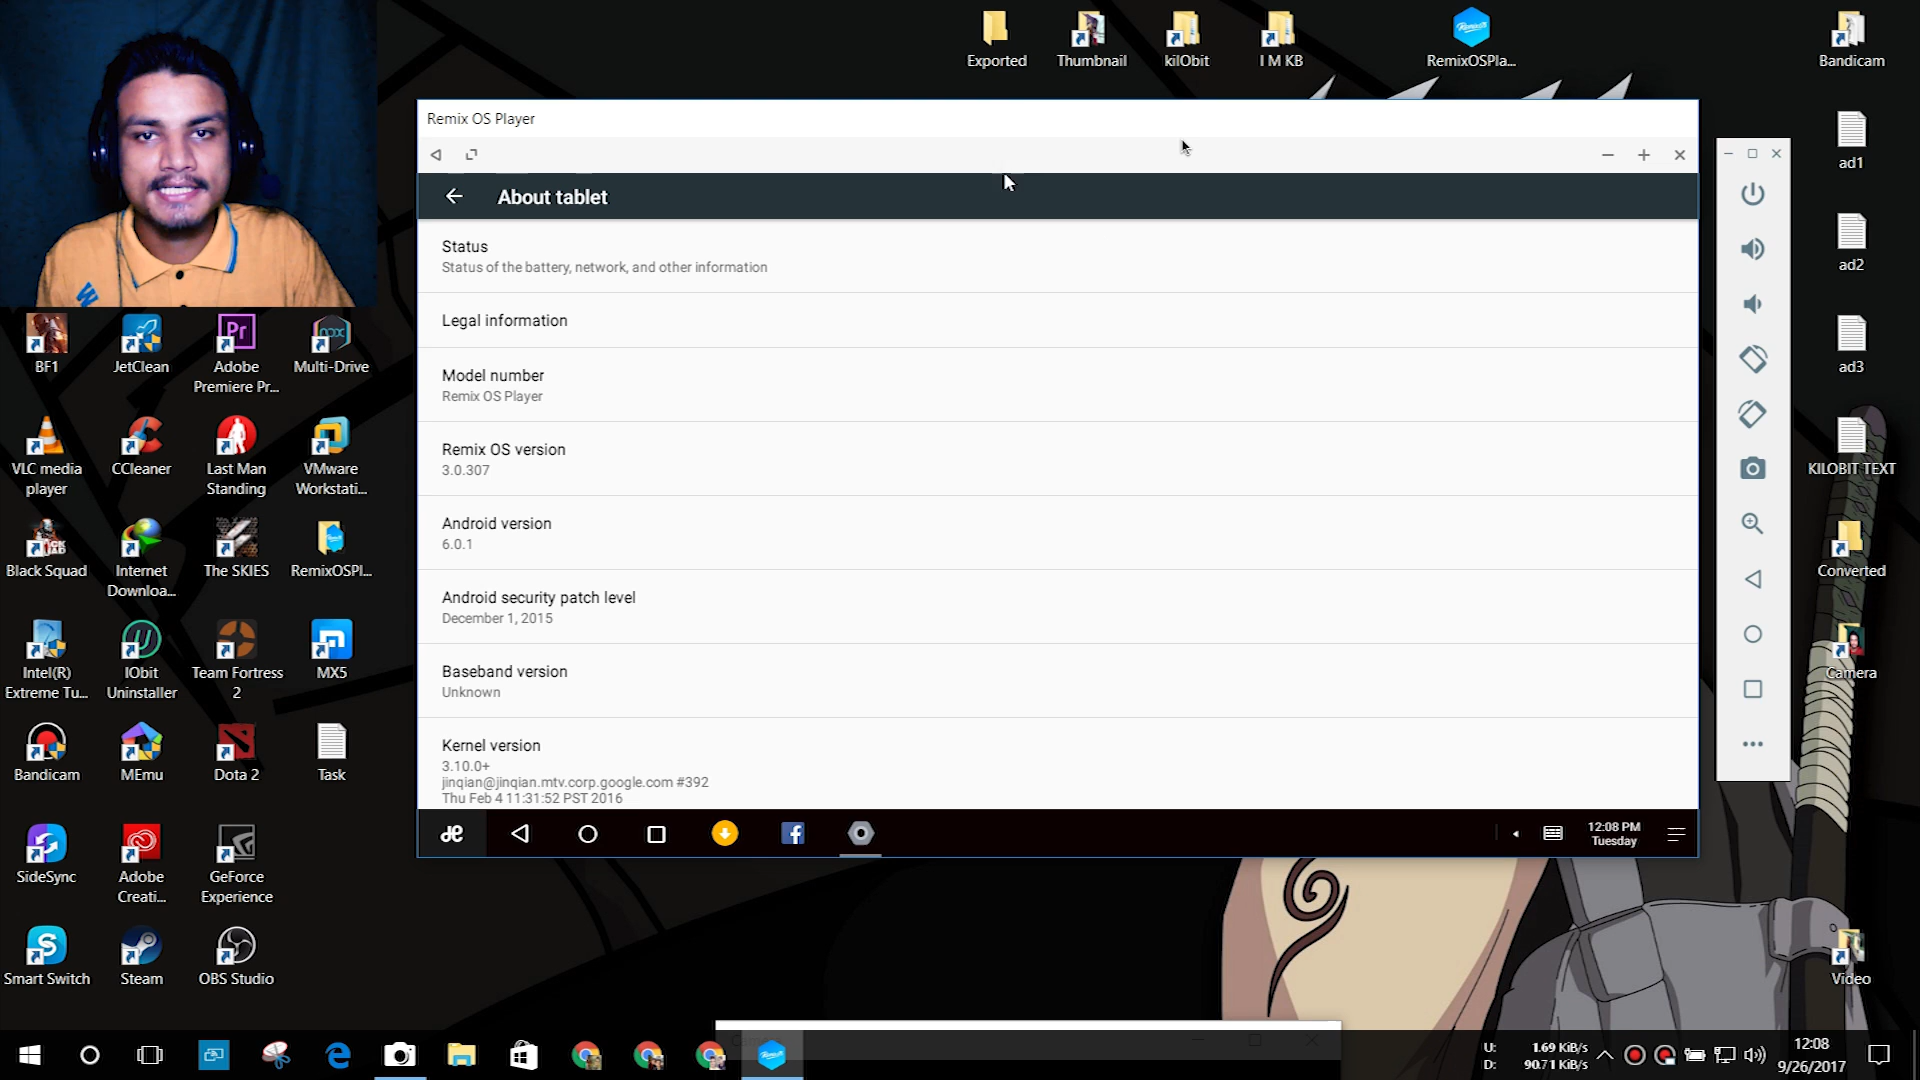 Exported
Thumbnail
kilObit
I M KB
RemixOSPla...
Bandicam
Remix OS Player
About tablet
Status
Status of the battery, network, and other information
Legal information
Model number
Remix OS Player
Remix OS version
3.0.307
Android version
6.0.1
Android security patch level
December 1, 2015
Baseband version
Unknown
Kernel version
3.10.0+
jinqian@jinqian.mtv.corp.google.com #392
Thu Feb 4 11:31:52 PST 2016
12:08 PM
Tuesday
ad1
ad2
ad3
KILOBIT TEXT
Converted
Camera
Video
BF1
JetClean
Adobe
Premiere Pr...
Multi-Drive
VLC media
player
CCleaner
Last Man
Standing
VMware
Workstati...
Black Squad
Internet
Downloa...
The SKIES
RemixOSPl...
Intel(R)
Extreme Tu...
IObit
Uninstaller
Team Fortress
2
MX5
Bandicam
MEmu
Dota 2
Task
SideSync
Adobe
Creati...
GeForce
Experience
Smart Switch
Steam
OBS Studio
U: 1.69 KiB/s
D: 90.71 KiB/s
12:08
9/26/2017